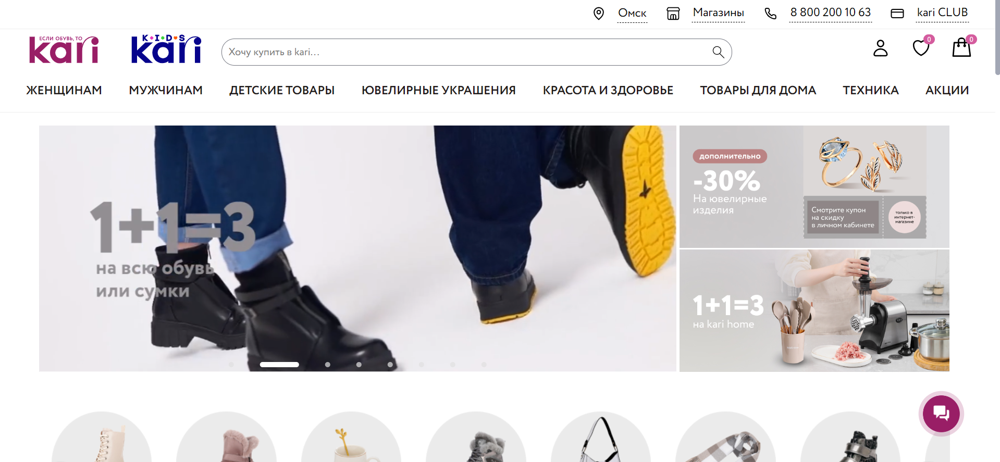 Омск
Магазины
8 800 200 10 63
kari CLUB
ЕСЛИ ОБУВЬ, ТО
kari
KIDS
kari
Хочу купить в kari...
0
0
ЖЕНЩИНАМ
МУЖЧИНАМ
ДЕТСКИЕ ТОВАРЫ
ЮВЕЛИРНЫЕ УКРАШЕНИЯ
КРАСОТА И ЗДОРОВЬЕ
ТОВАРЫ ДЛЯ ДОМА
ТЕХНИКА
АКЦИИ
1+1=3
на всю обувь
или сумки
дополнительно
-30%
На ювелирные
изделия
Смотрите купон
на скидку
в личном кабинете
только в
интернет-
магазине
1+1=3
на kari home